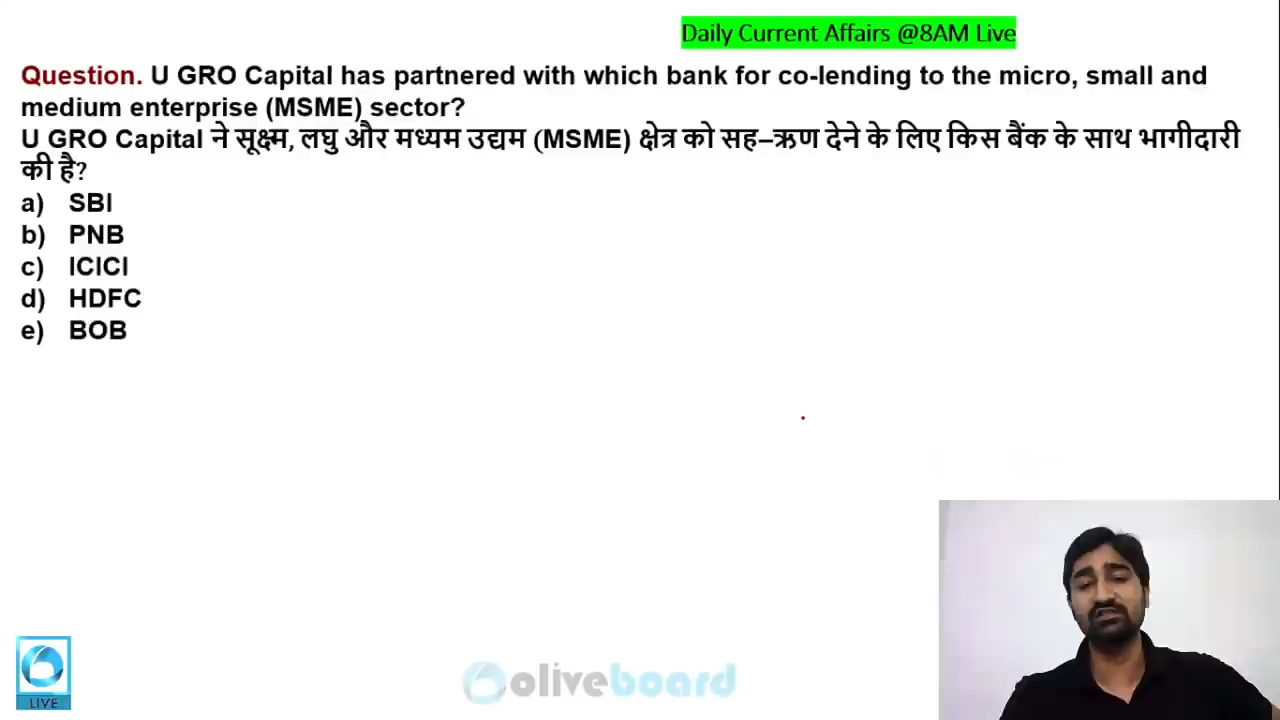 Daily Current Affairs @8AM Live
Question. U GRO Capital has partnered with which bank for co-lending to the micro, small and
medium enterprise (MSME) sector?
U GRO Capital ने सूक्ष्म, लघु और मध्यम उद्यम (MSME) क्षेत्र को सह–ऋण देने के लिए किस बैंक के साथ भागीदारी
की है?
a) SBI
b) PNB
c) ICICI
d) HDFC
e) BOB
LIVE
oliveboard